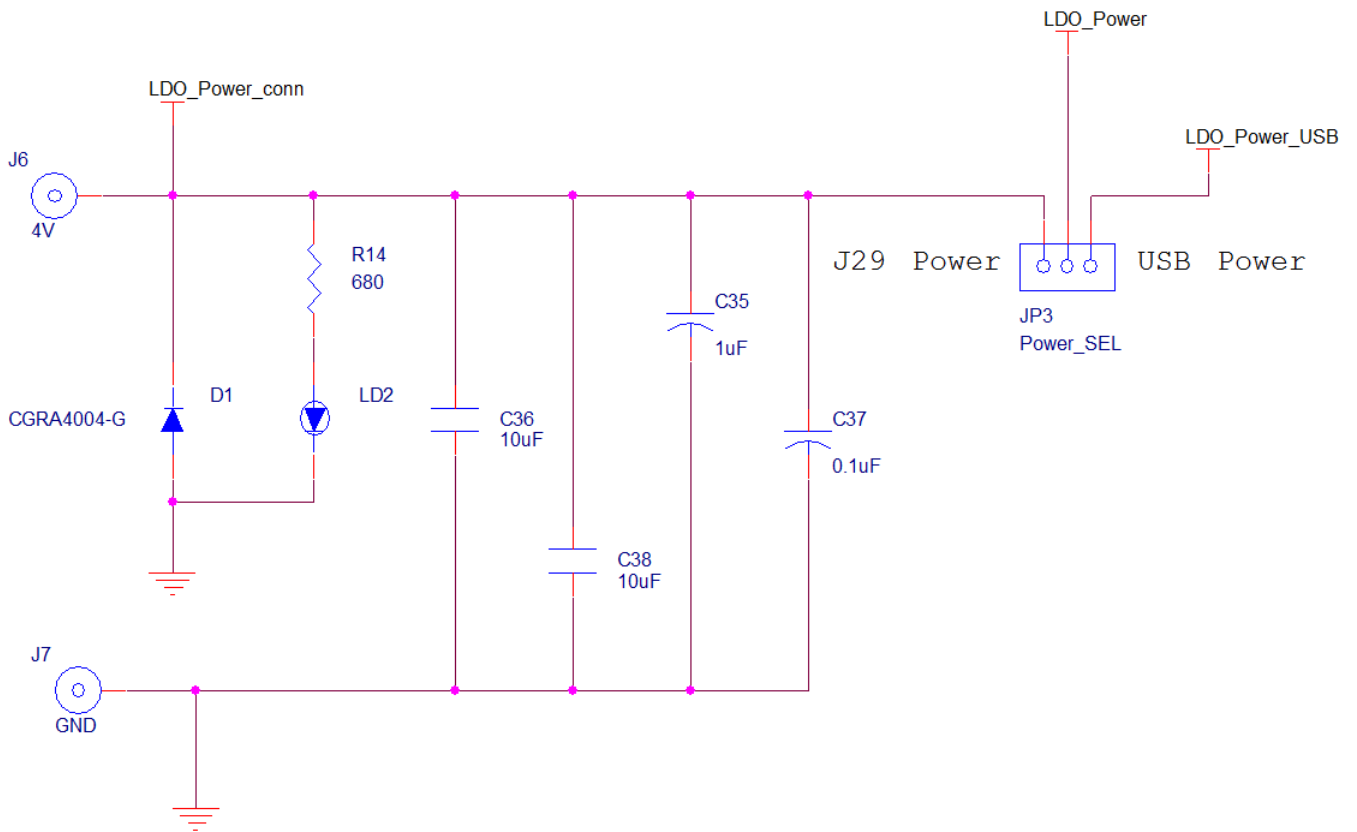 LDO_Power
LDO_Power_conn
LDO_Power_USB
J6
4V
R14
680
J29 Power
USB Power
C35
1uF
JP3
Power_SEL
D1
LD2
CGRA4004-G
C36
10uF
C37
0.1uF
C38
10uF
J7
GND